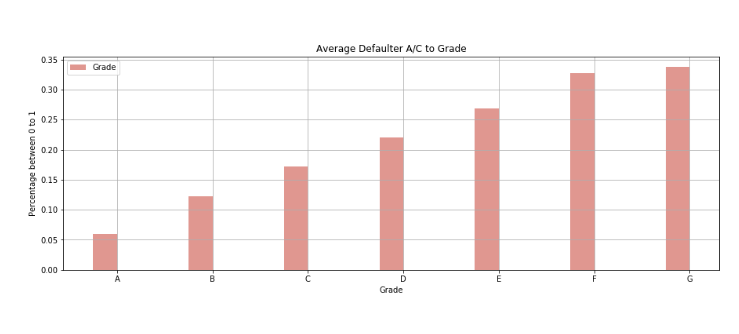 Average Defaulter A/C to Grade
Percentage between 0 to 1
0.35
0.30
0.25
0.20
0.15
0.10
0.05
0.00
Grade
A B C D E F G
Grade